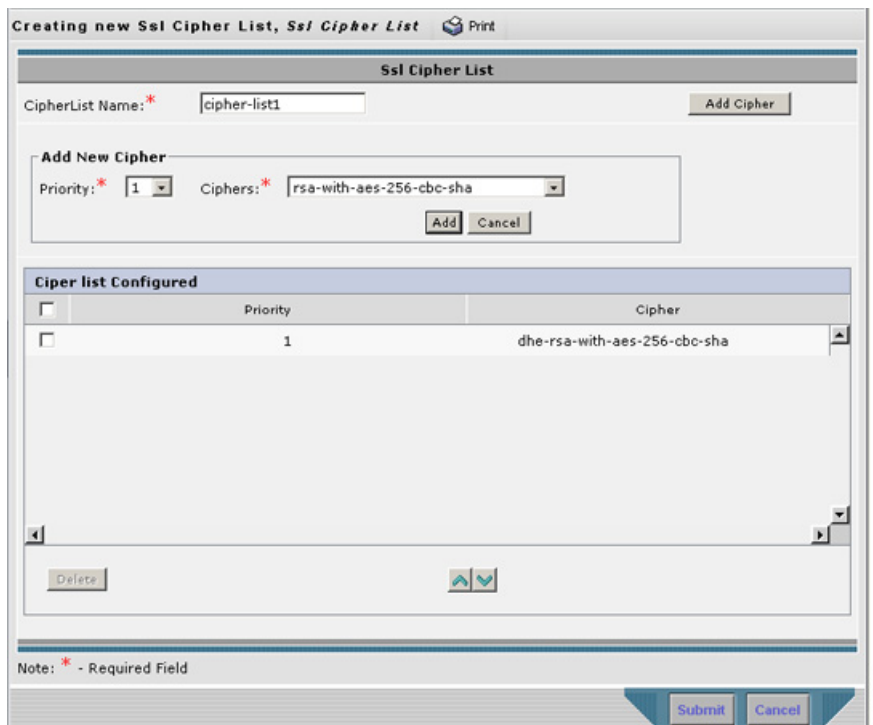 Creating new Ssl Cipher List, Ssl Cipher List Print
Ssl Cipher List
CipherList Name:* cipher-list1 Add Cipher
Add New Cipher
Priority:* 1 Ciphers:* rsa-with-aes-256-cbc-sha
Add Cancel
Ciper list Configured
Priority Cipher
1 dhe-rsa-with-aes-256-cbc-sha
Delete
Note: * - Required Field
Submit Cancel